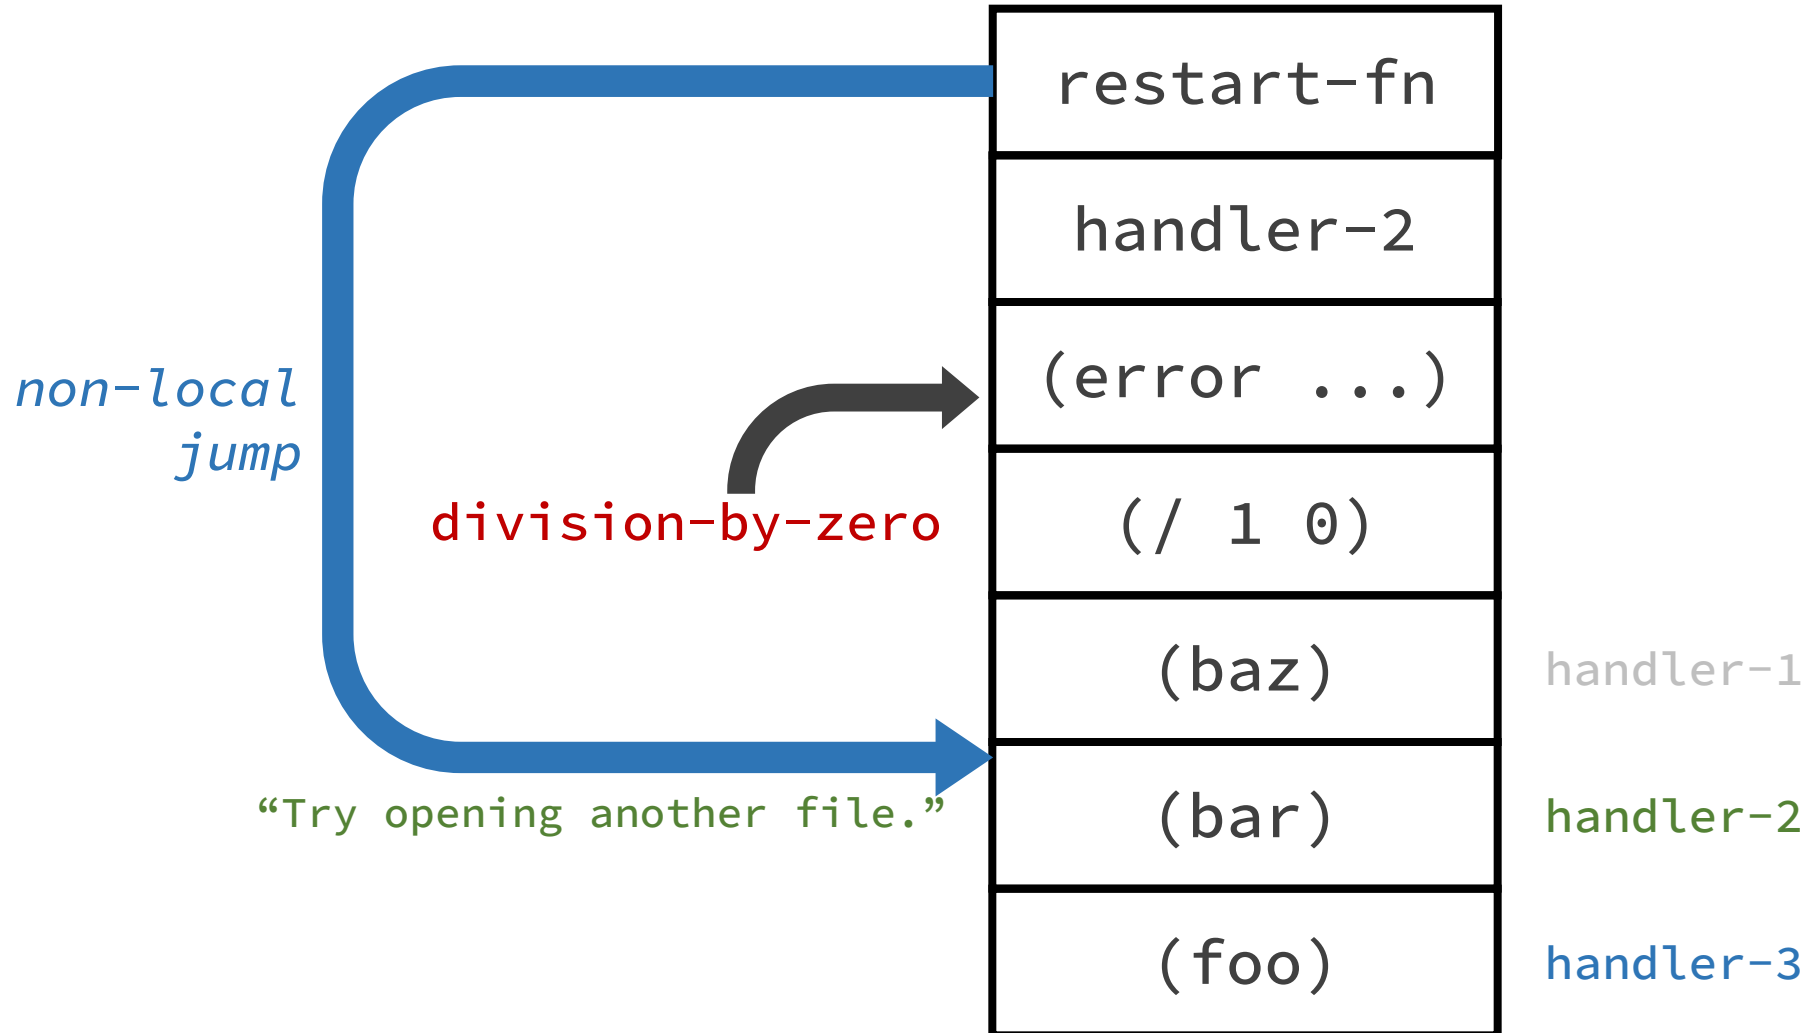 restart-fn
handler-2
(error ...)
non-local
jump
division-by-zero
(/ 1 0)
(baz)
handler-1
“Try opening another file.”
(bar)
handler-2
(foo)
handler-3